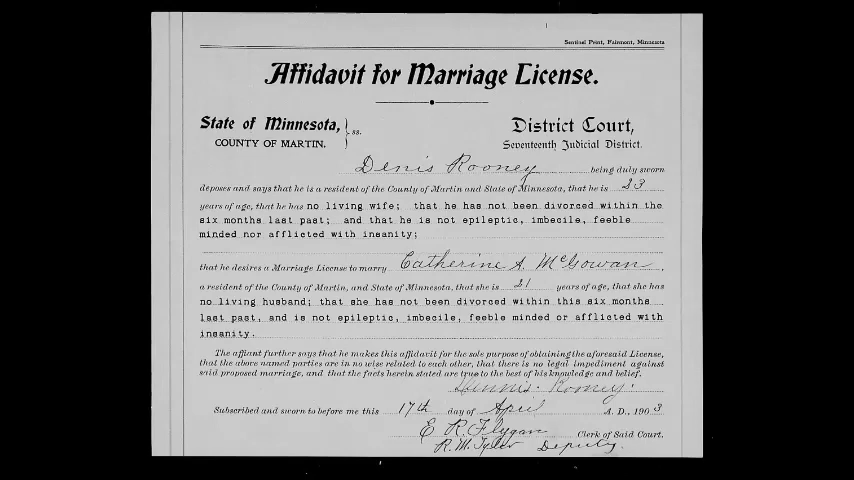 Sentinel Print, Fairmont, Minnesota
Affidavit for Marriage License.
State of Minnesota, } ss. District Court,
COUNTY OF MARTIN. Seventeenth Judicial District.
Denis Rooney being duly sworn
deposes and says that he is a resident of the County of Martin and State of Minnesota, that he is 23
years of age, that he has no living wife; that he has not been divorced within the
six months last past; and that he is not epileptic, imbecile, feeble
minded nor afflicted with insanity;
that he desires a Marriage License to marry Catherine A. McGowan,
a resident of the County of Martin, and State of Minnesota, that she is 21 years of age, that she has
no living husband; that she has not been divorced within this six months
last past, and is not epileptic, imbecile, feeble minded or afflicted with
insanity.
The affiant further says that he makes this affidavit for the sole purpose of obtaining the aforesaid License,
that the above named parties are in no wise related to each other, that there is no legal impediment against
said proposed marriage, and that the facts herein stated are true to the best of his knowledge and belief.
Dennis. Rooney.
Subscribed and sworn to before me this 17th day of April A. D., 1903
E. R. Flygan Clerk of Said Court.
R. M. Tyler Deputy.